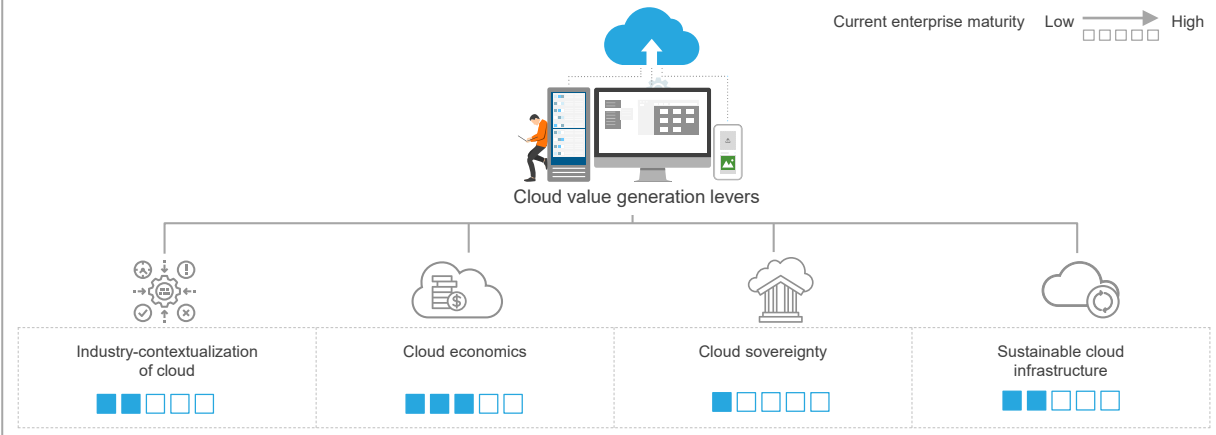 Current enterprise maturity Low High
Cloud value generation levers
$
Industry-contextualization
of cloud
Cloud economics
Cloud sovereignty
Sustainable cloud
infrastructure